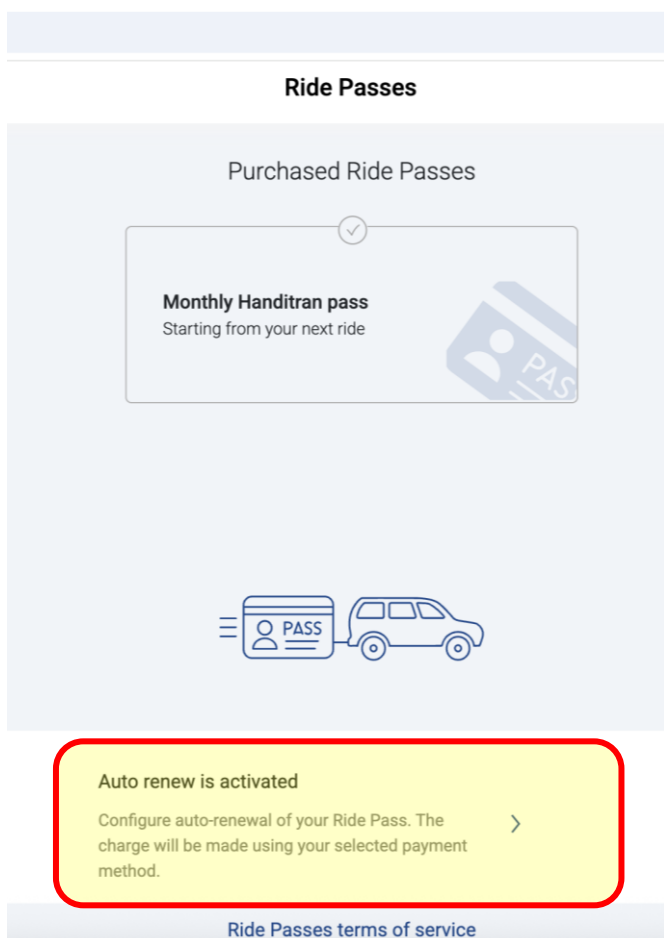 Ride Passes
Purchased Ride Passes
Monthly Handitran pass
Starting from your next ride
PAS
PASS
Auto renew is activated
Configure auto-renewal of your Ride Pass. The
charge will be made using your selected payment
method.
Ride Passes terms of service